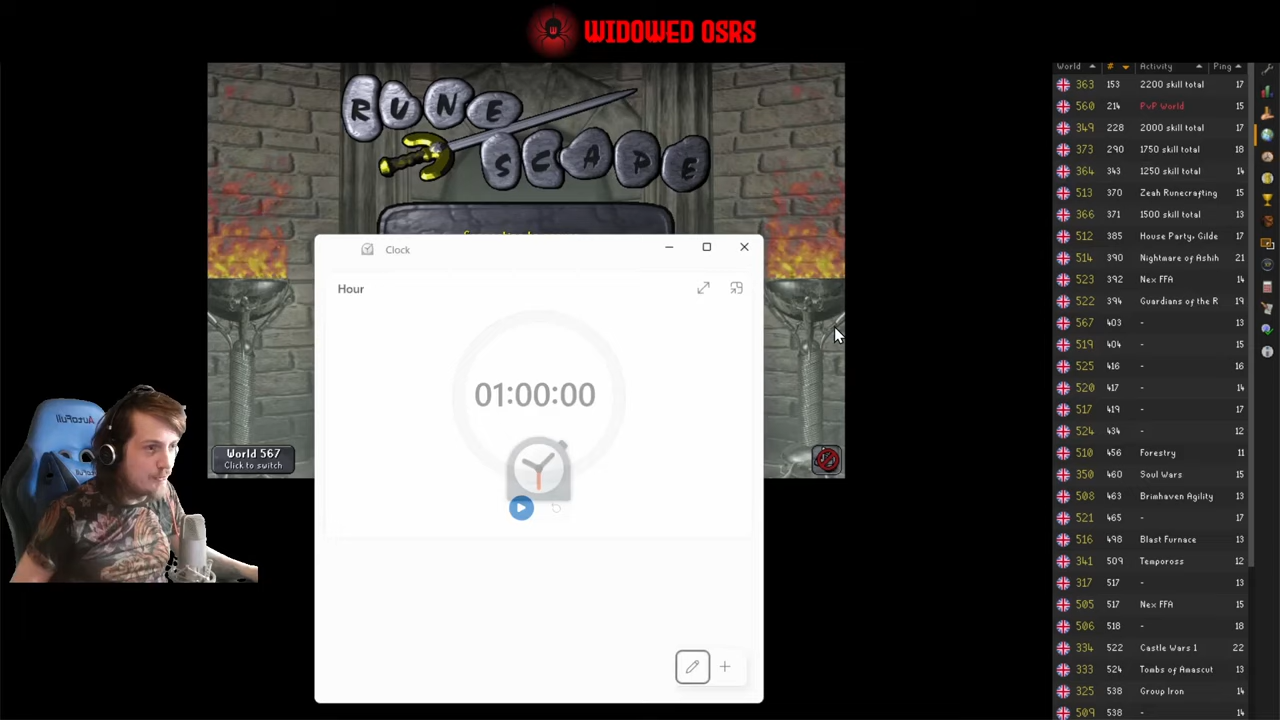 WIDOWED OSRS
RUNE
SCAPE
World 567
Click to switch
Clock
Hour
01:00:00
AutoFull
World # Activity Ping
363 153 2200 skill total 17
560 214 PvP World 15
349 228 2000 skill total 17
373 290 1750 skill total 18
364 343 1250 skill total 14
513 370 Zeah Runecrafting 15
366 371 1500 skill total 13
512 385 House Party, Gilde 17
514 390 Nightmare of Ashih 21
523 392 Nex FFA 14
522 394 Guardians of the R 19
567 403 - 13
519 404 - 15
525 416 - 16
520 417 - 14
517 419 - 17
524 434 - 12
510 456 Forestry 11
350 460 Soul Wars 15
508 463 Brimhaven Agility 13
521 465 - 17
516 498 Blast Furnace 13
341 509 Tempoross 12
317 517 - 13
505 517 Nex FFA 15
506 518 - 18
334 522 Castle Wars 1 22
333 524 Tombs of Amascut 13
325 538 Group Iron 14
509 538 - 14